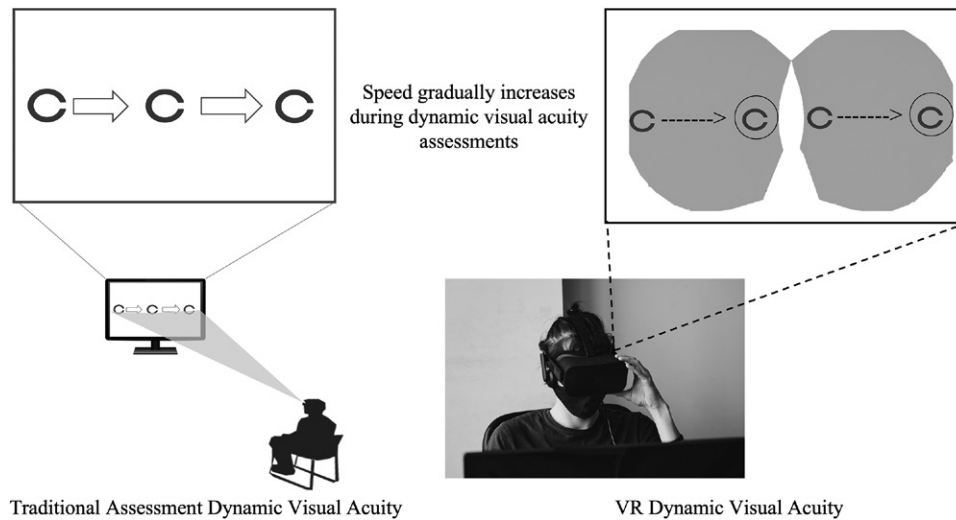 Speed gradually increases
during dynamic visual acuity
assessments
Traditional Assessment Dynamic Visual Acuity
VR Dynamic Visual Acuity